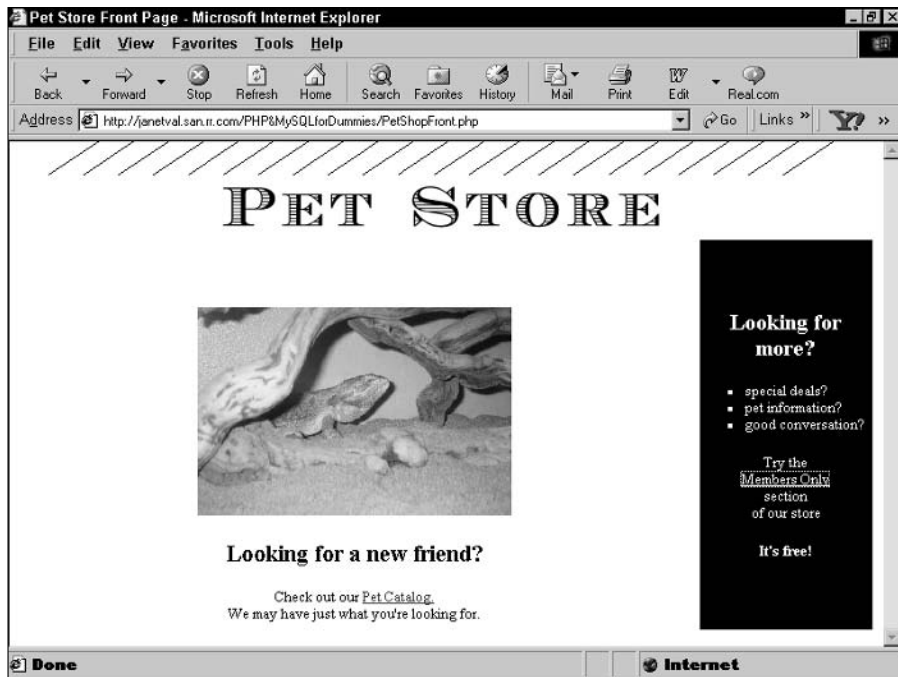 Pet Store Front Page - Microsoft Internet Explorer
File Edit View Favorites Tools Help
Back Forward Stop Refresh Home Search Favorites History Mail Print Edit Real.com
Address http://janetval.san.rr.com/PHP&MySQLforDummies/PetShopFront.php Go Links »
PET STORE
Looking for
more?
special deals?
pet information?
good conversation?
Try the
Members Only
section
of our store
It's free!
Looking for a new friend?
Check out our Pet Catalog.
We may have just what you're looking for.
Done Internet